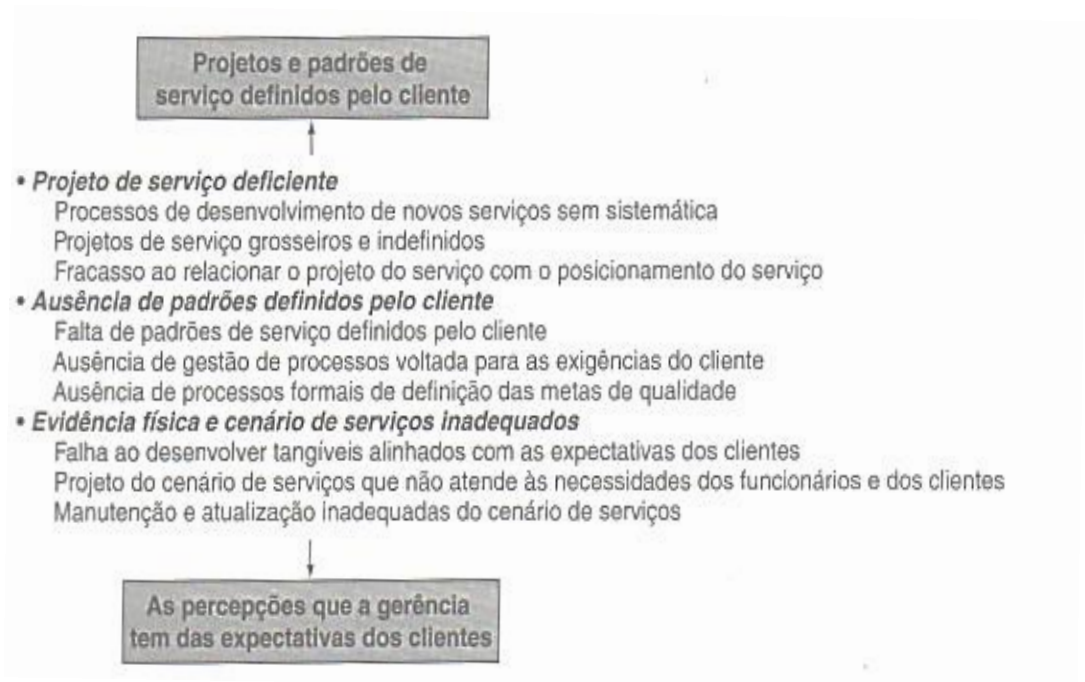 Projetos e padrões de
serviço definidos pelo cliente
• Projeto de serviço deficiente
Processos de desenvolvimento de novos serviços sem sistemática
Projetos de serviço grosseiros e indefinidos
Fracasso ao relacionar o projeto do serviço com o posicionamento do serviço
• Ausência de padrões definidos pelo cliente
Falta de padrões de serviço definidos pelo cliente
Ausência de gestão de processos voltada para as exigências do cliente
Ausência de processos formais de definição das metas de qualidade
• Evidência física e cenário de serviços inadequados
Falha ao desenvolver tangíveis alinhados com as expectativas dos clientes
Projeto do cenário de serviços que não atende às necessidades dos funcionários e dos clientes
Manutenção e atualização inadequadas do cenário de serviços
As percepções que a gerência
tem das expectativas dos clientes